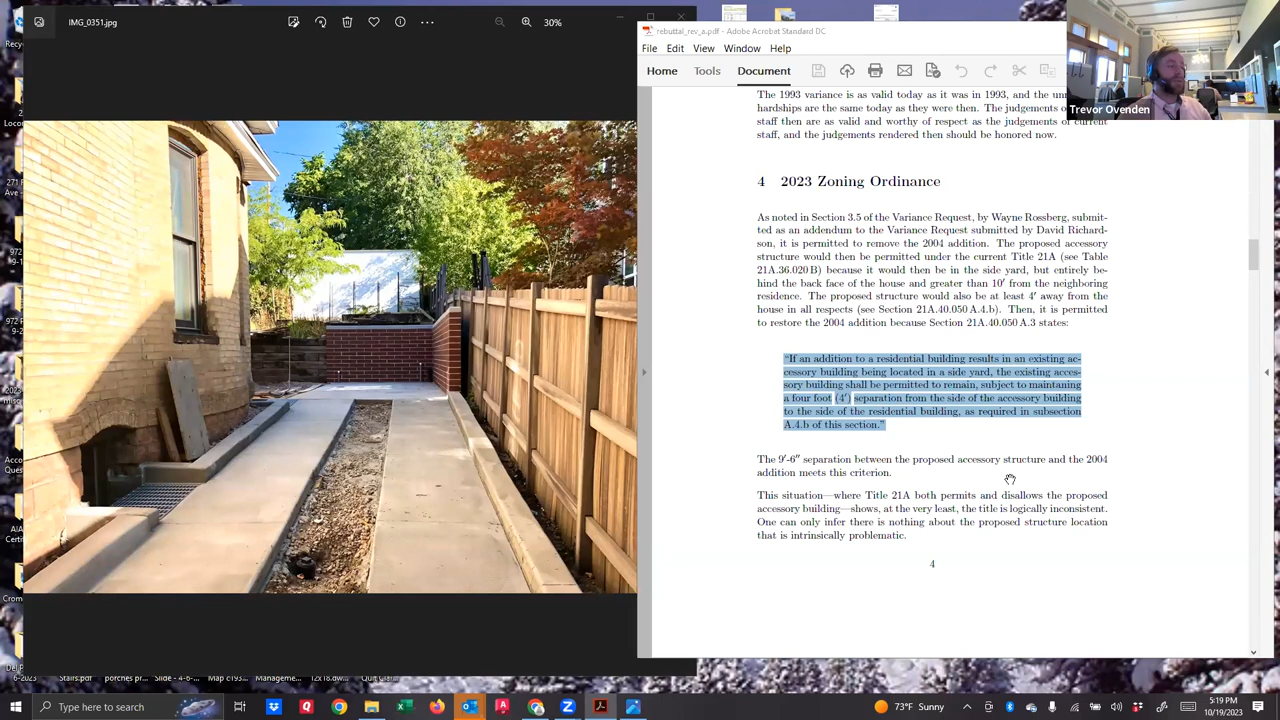 IMG_0351.jpg
30%
rebuttal_rev_a.pdf - Adobe Acrobat Standard DC
File Edit View Window Help
Home Tools Document
Trevor Ovenden
The 1993 variance is as valid today as it was in 1993, and the
hardships are the same today as they were then. The judgements
staff then are as valid and worthy of respect as the judgements of current
staff, and the judgements rendered then should be honored now.
4 2023 Zoning Ordinance
As noted in Section 3.5 of the Variance Request, by Wayne Rossberg, submit-
ted as an addendum to the Variance Request submitted by David Richard-
son, it is permitted to remove the 2004 addition. The proposed accessory
structure would then be permitted under the current Title 21A (see Table
21A.36.020 B) because it would then be in the side yard, but entirely be-
hind the back face of the house and greater than 10′ from the neighboring
residence. The proposed structure would also be at least 4′ away from the
house in all respects (see Section 21A.40.050 A.4.b). Then, it is permitted
to restore the 2004 addition because Section 21A.40.050 A.3 states:
“If an addition to a residential building results in an existing ac-
cessory building being located in a side yard, the existing acces-
sory building shall be permitted to remain, subject to maintaining
a four foot (4′) separation from the side of the accessory building
to the side of the residential building, as required in subsection
A.4.b of this section.”
The 9′-6″ separation between the proposed accessory structure and the 2004
addition meets this criterion.
This situation—where Title 21A both permits and disallows the proposed
accessory building—shows, at the very least, the title is logically inconsistent.
One can only infer there is nothing about the proposed structure location
that is intrinsically problematic.
4
6-2023 Stairs.pdf porches pr... Slide - 4-6-... Map c193... Management... 12x18.dw...
Type here to search
73°F Sunny
5:19 PM
10/19/2023